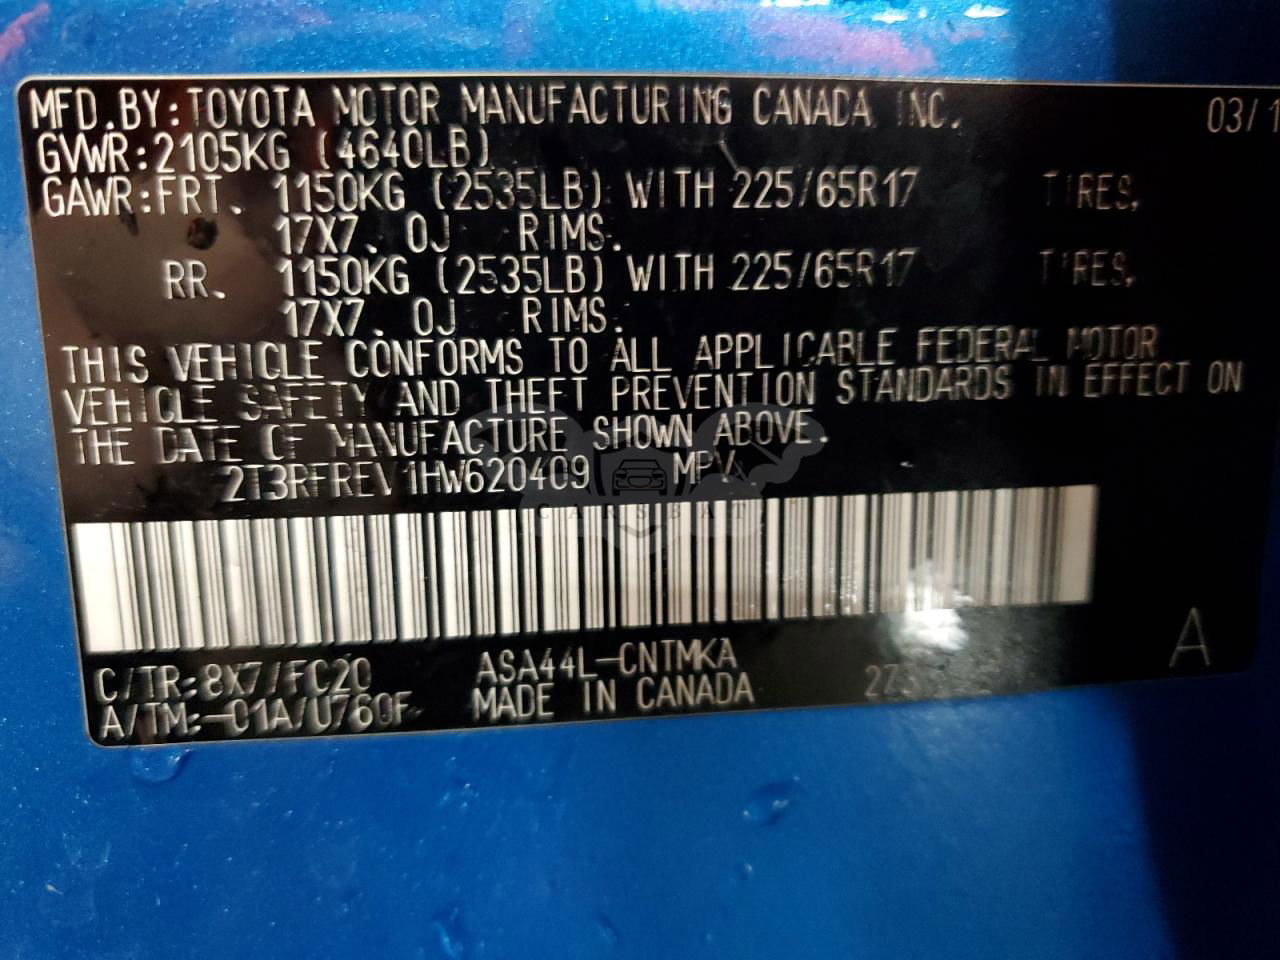 MFD.BY:TOYOTA MOTOR MANUFACTURING CANADA INC. 03/1
GVWR:2105KG (4640LB)
GAWR:FRT. 1150KG (2535LB) WITH 225/65R17 TIRES,
17X7. 0J RIMS.
RR. 1150KG (2535LB) WITH 225/65R17 TIRES,
17X7. 0J RIMS.
THIS VEHICLE CONFORMS TO ALL APPLICABLE FEDERAL MOTOR
VEHICLE SAFETY AND THEFT PREVENTION STANDARDS IN EFFECT ON
THE DATE OF MANUFACTURE SHOWN ABOVE.
2T3RFREV1HW620409 MPV.
CARSBAT
C/TR:8X7/FC20 ASA44L-CNTMKA A
A/TM:-01A/U760F MADE IN CANADA